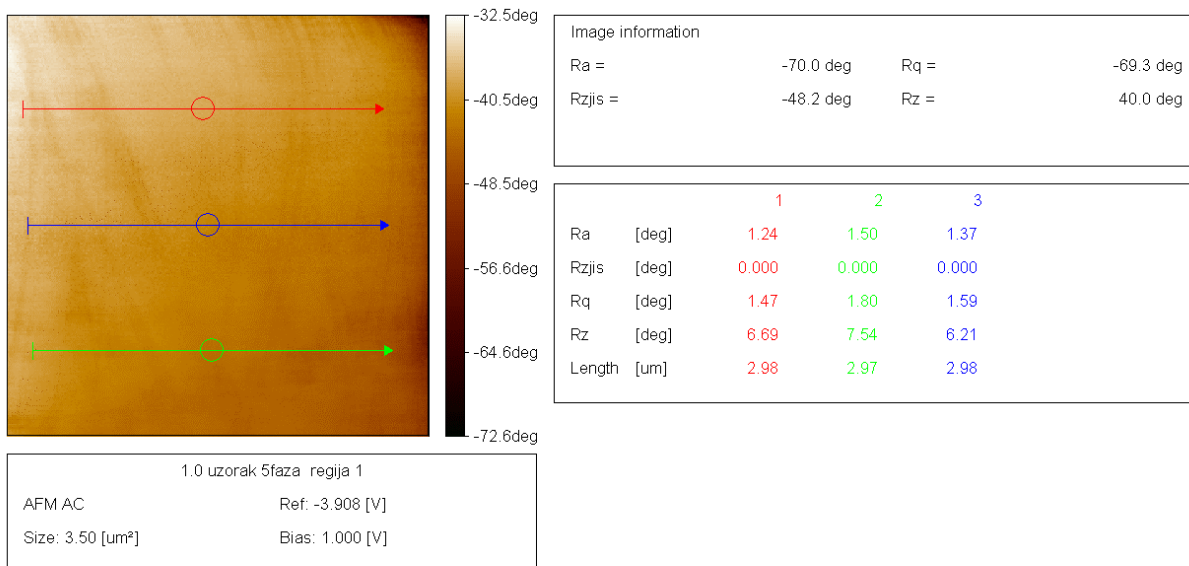 -32.5deg
-40.5deg
-48.5deg
-56.6deg
-64.6deg
-72.6deg
Image information
Ra = -70.0 deg Rq = -69.3 deg
Rzjis = -48.2 deg Rz = 40.0 deg
1 2 3
Ra [deg] 1.24 1.50 1.37
Rzjis [deg] 0.000 0.000 0.000
Rq [deg] 1.47 1.80 1.59
Rz [deg] 6.69 7.54 6.21
Length [um] 2.98 2.97 2.98
1.0 uzorak 5faza regija 1
AFM AC Ref: -3.908 [V]
Size: 3.50 [um²] Bias: 1.000 [V]